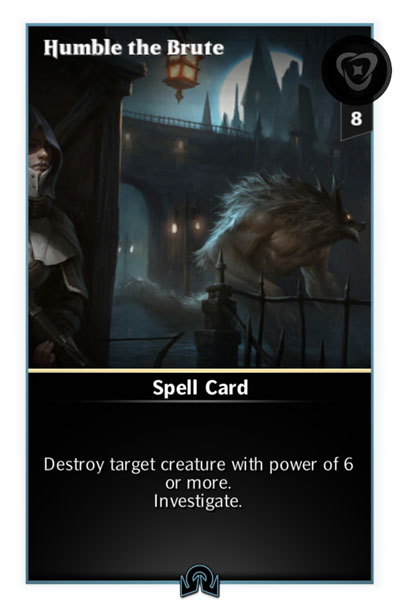 Humble the Brute
8
Spell Card
Destroy target creature with power of 6
or more.
Investigate.